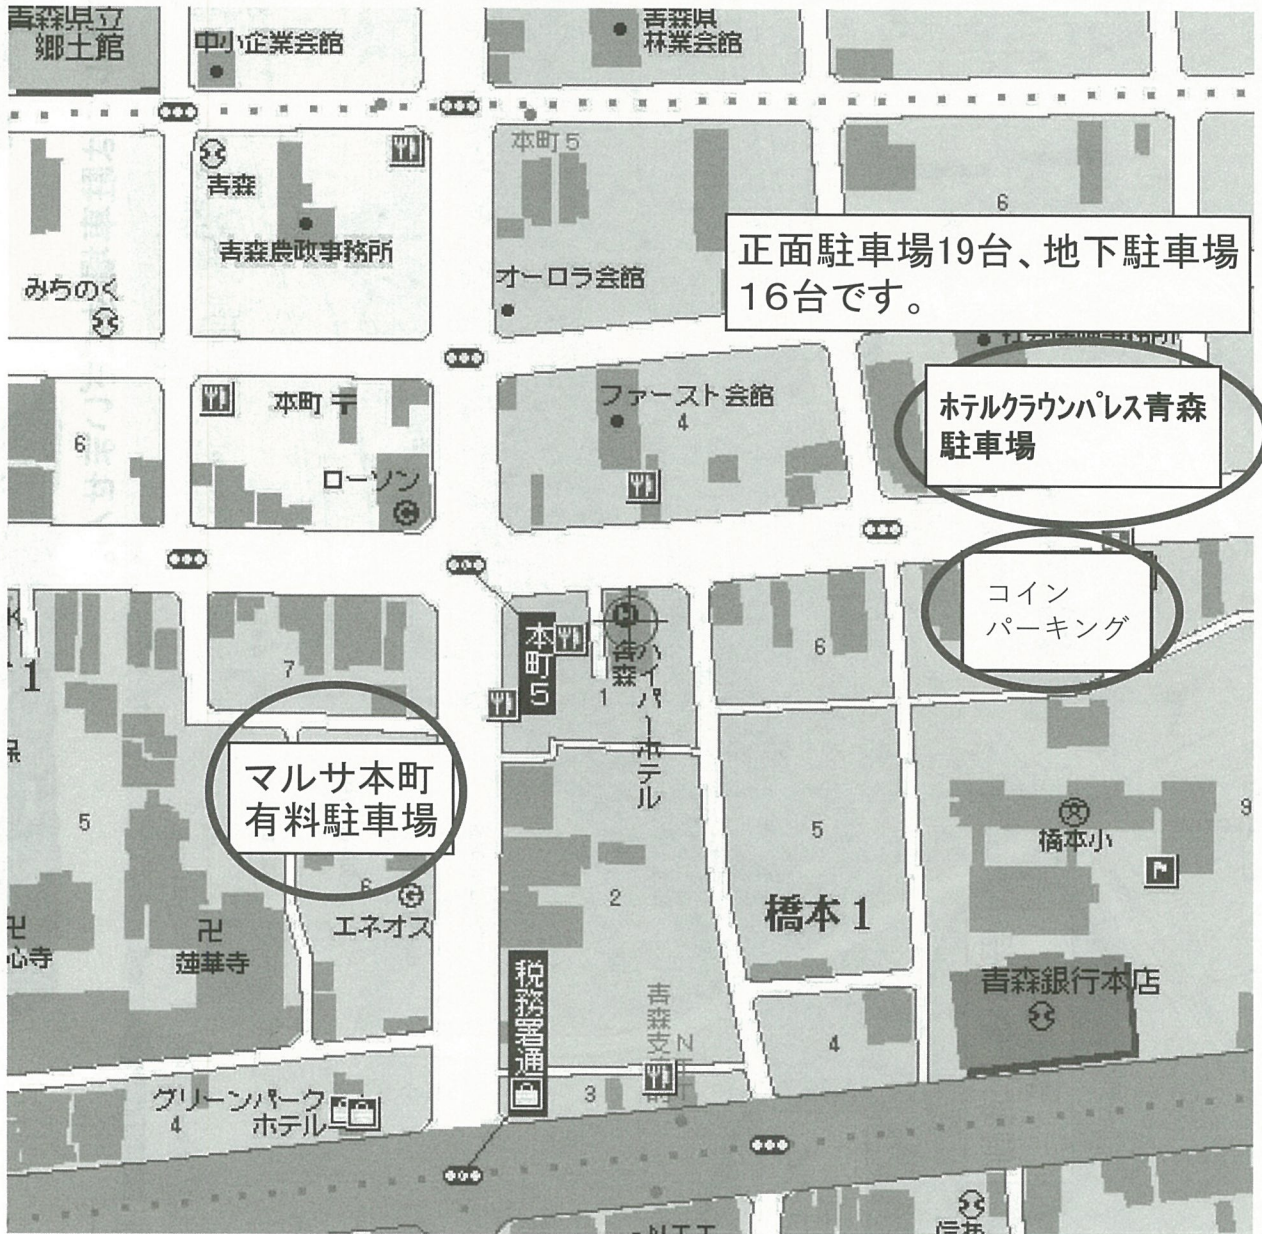 青森県立
郷土館
中小企業会館
青森県
林業会館
本町5
青森
青森農政事務所
みちのく
オーロラ会館
6
正面駐車場19台、地下駐車場
16台です。
本町〒
6
ローソン
ファースト会館
4
ホテルクラウンパレス青森
駐車場
コイン
パーキング
本町5
ハイパーホテル
青森
1
6
7
1
マルサ本町
有料駐車場
5
6
エネオス
卍
心寺
卍
蓮華寺
2
5
橋本1
文
橋本小
9
税務署通
青森銀行本店
4
3
グリーンパーク
ホテル
4